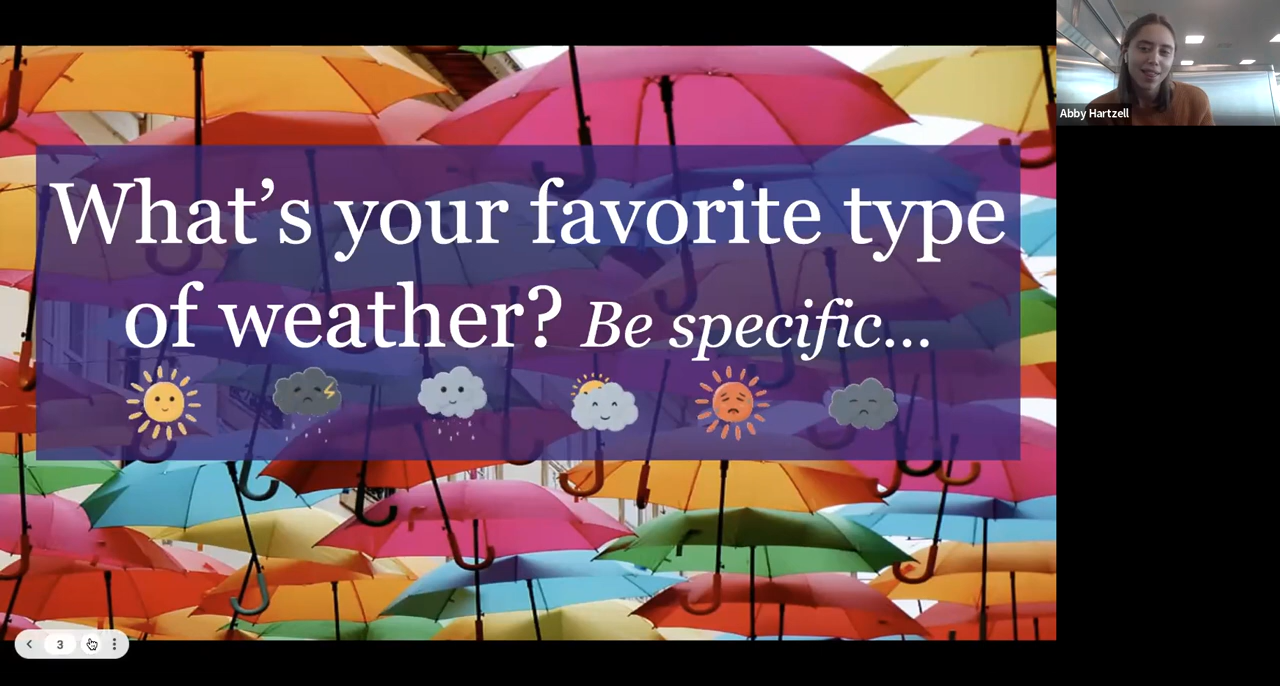 What’s your favorite type
of weather? Be specific...
Abby Hartzell
3